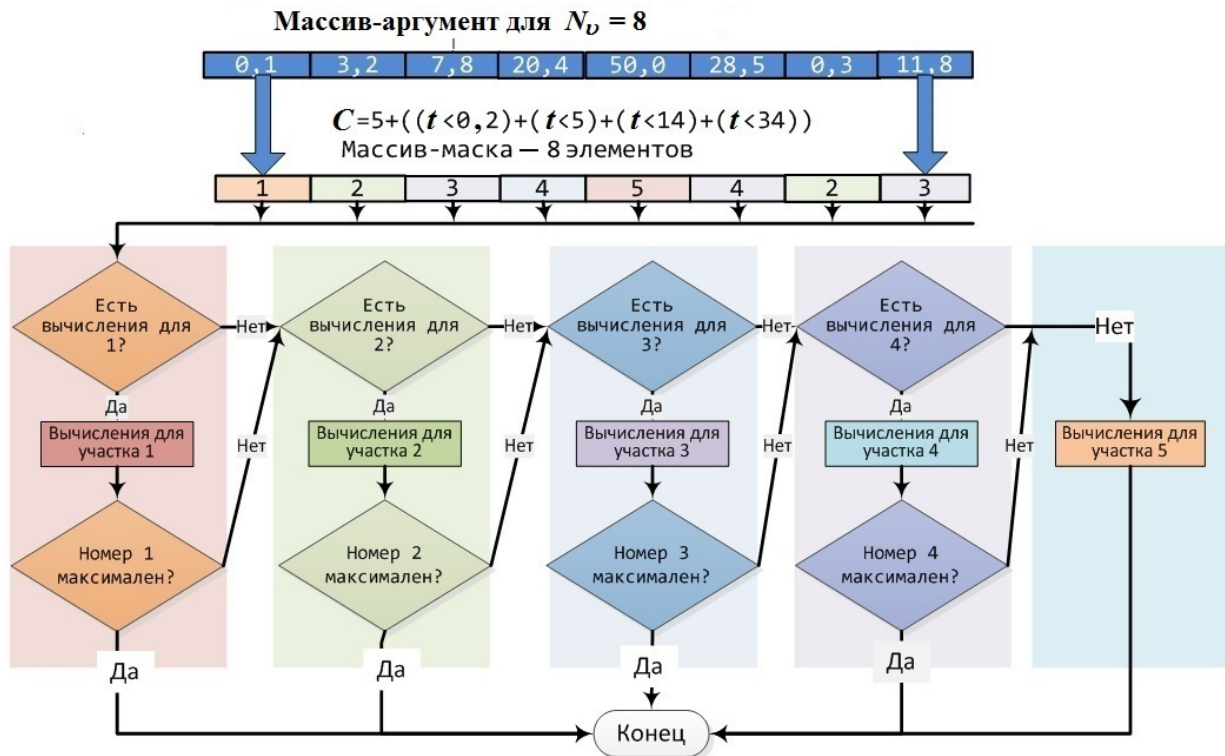 Массив-аргумент для N_υ = 8
0,1 3,2 7,8 20,4 50,0 28,5 0,3 11,8
C=5+((t<0,2)+(t<5)+(t<14)+(t<34))
Массив-маска — 8 элементов
1 2 3 4 5 4 2 3
Есть
вычисления для
1?
Нет
Есть
вычисления для
2?
Нет
Есть
вычисления для
3?
Нет
Есть
вычисления для
4?
Нет
Да
Да
Да
Да
Вычисления для
участка 1
Нет
Вычисления для
участка 2
Нет
Вычисления для
участка 3
Нет
Вычисления для
участка 4
Нет
Вычисления для
участка 5
Номер 1
максимален?
Номер 2
максимален?
Номер 3
максимален?
Номер 4
максимален?
Да
Да
Да
Да
Конец